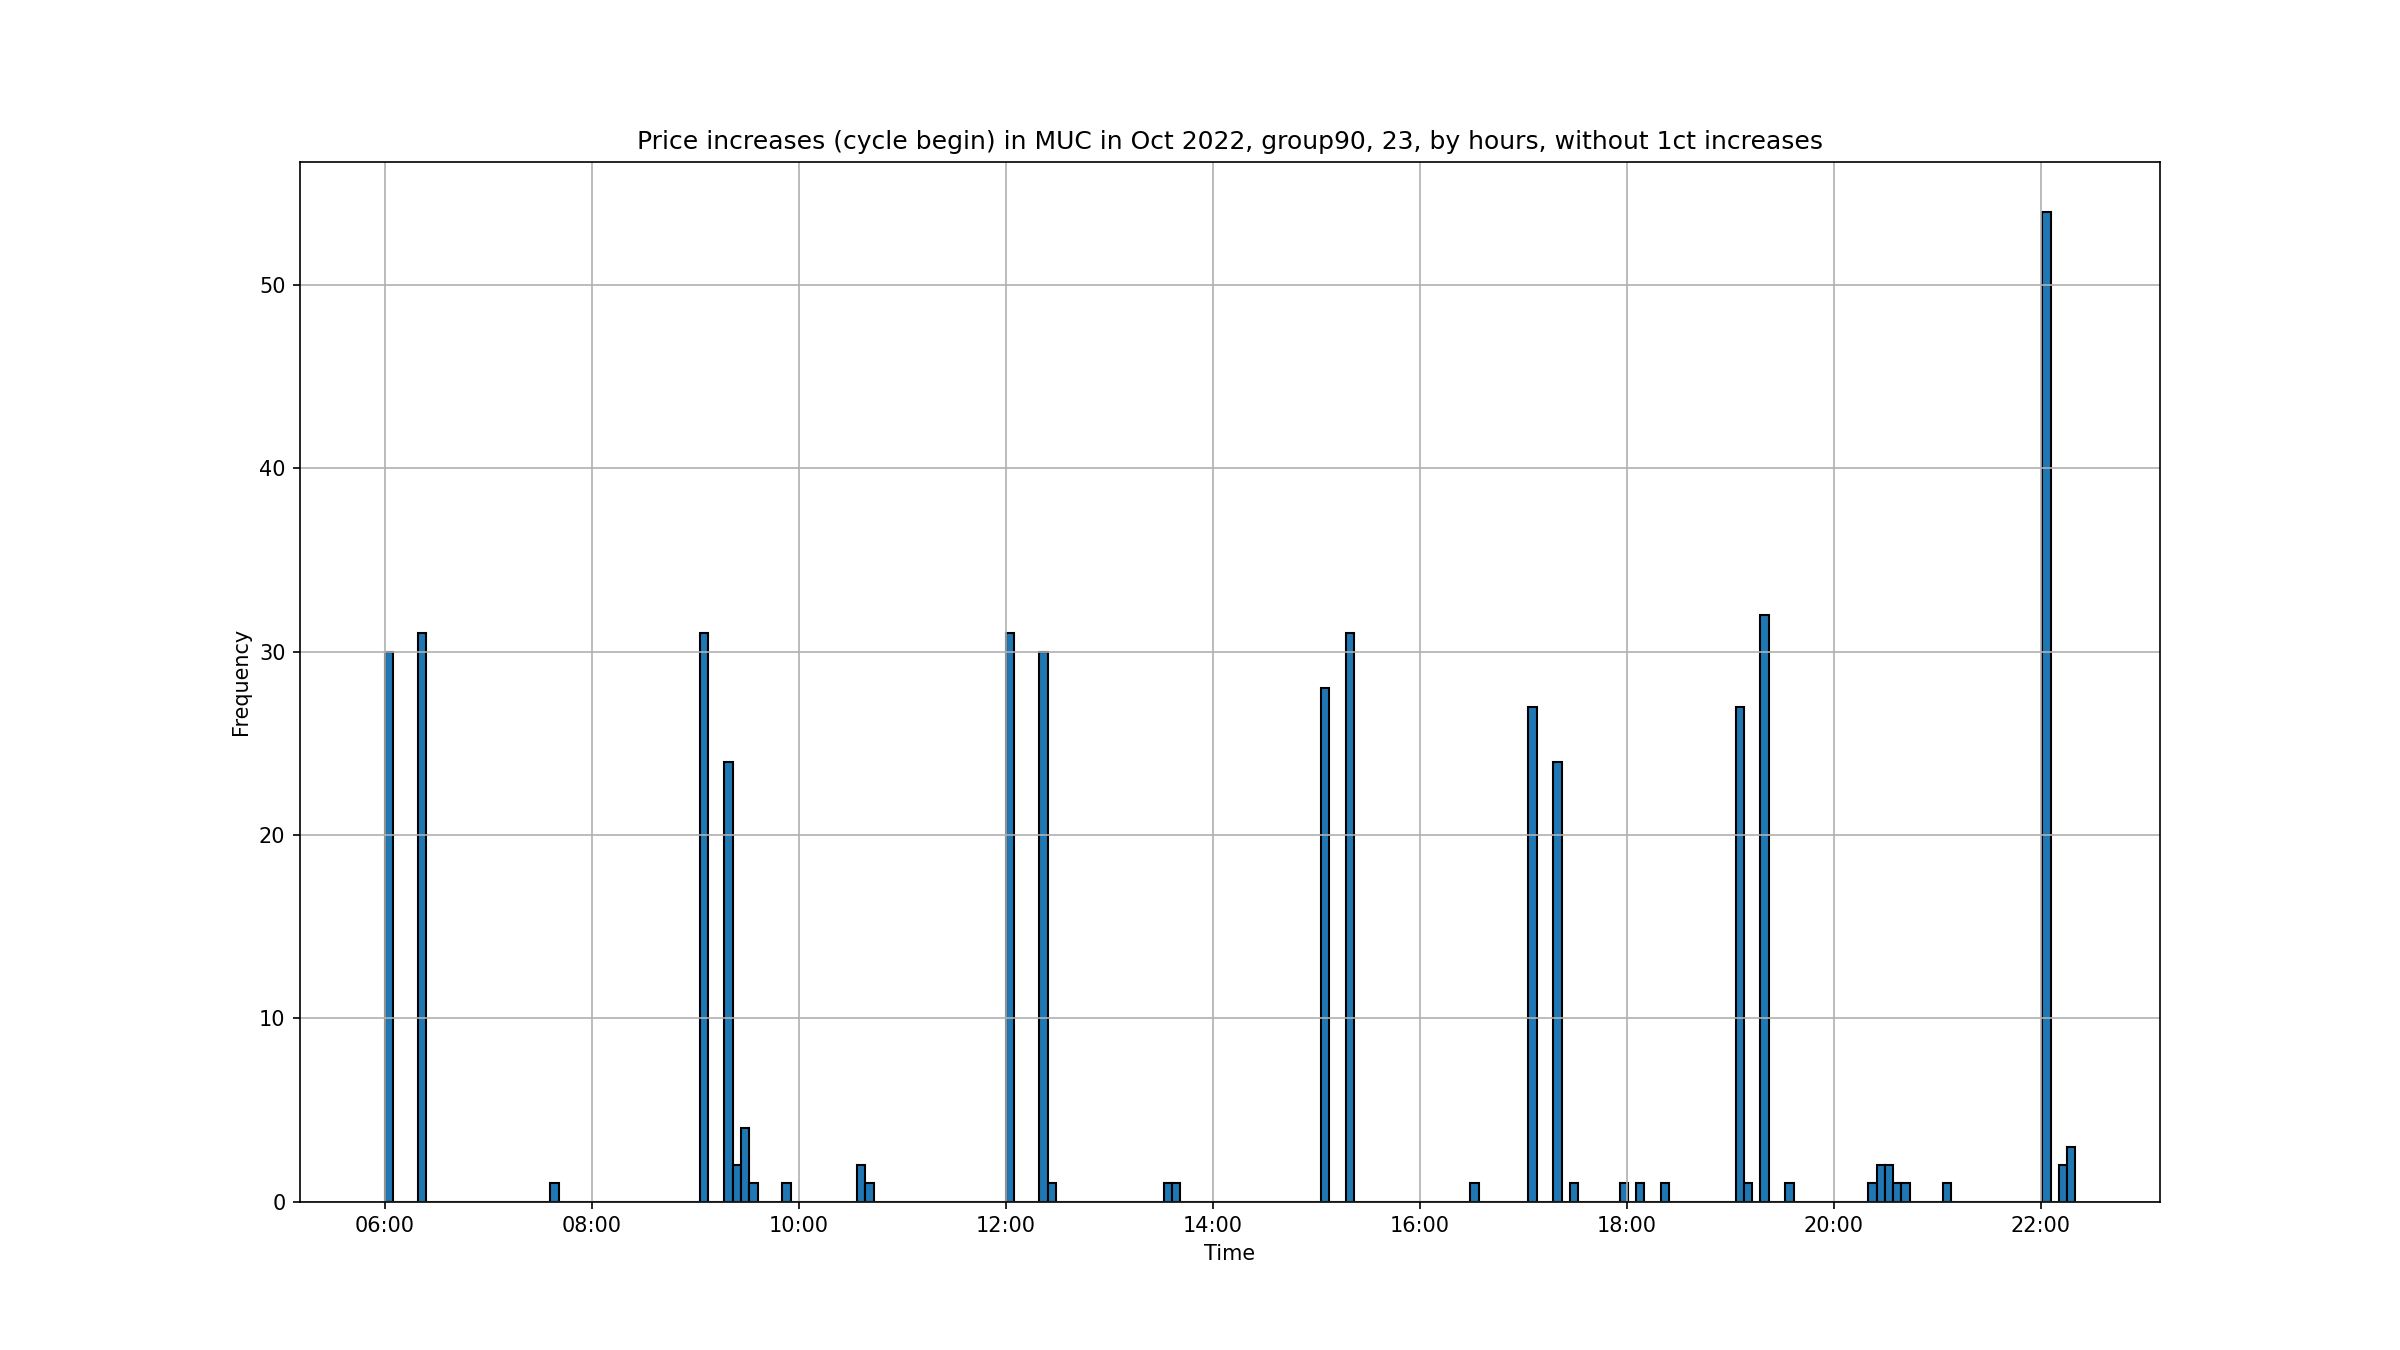 Price increases (cycle begin) in MUC in Oct 2022, group90, 23, by hours, without 1ct increases
Frequency
50
40
30
20
10
0
06:00 08:00 10:00 12:00 14:00 16:00 18:00 20:00 22:00
Time